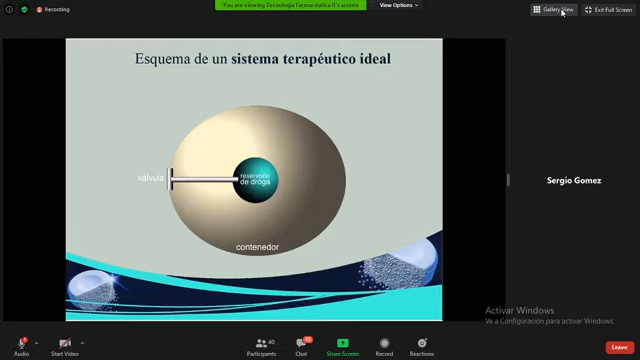 Recording
You are viewing Tecnología Farmacéutica II's screen
View Options
Gallery View
Exit Full Screen
Esquema de un sistema terapéutico ideal
válvula
reservorio
de droga
contenedor
Sergio Gomez
Activar Windows
Ve a Configuración para activar Windows.
Audio
Start Video
40
Participants
Chat
Share Screen
Record
Reactions
Leave